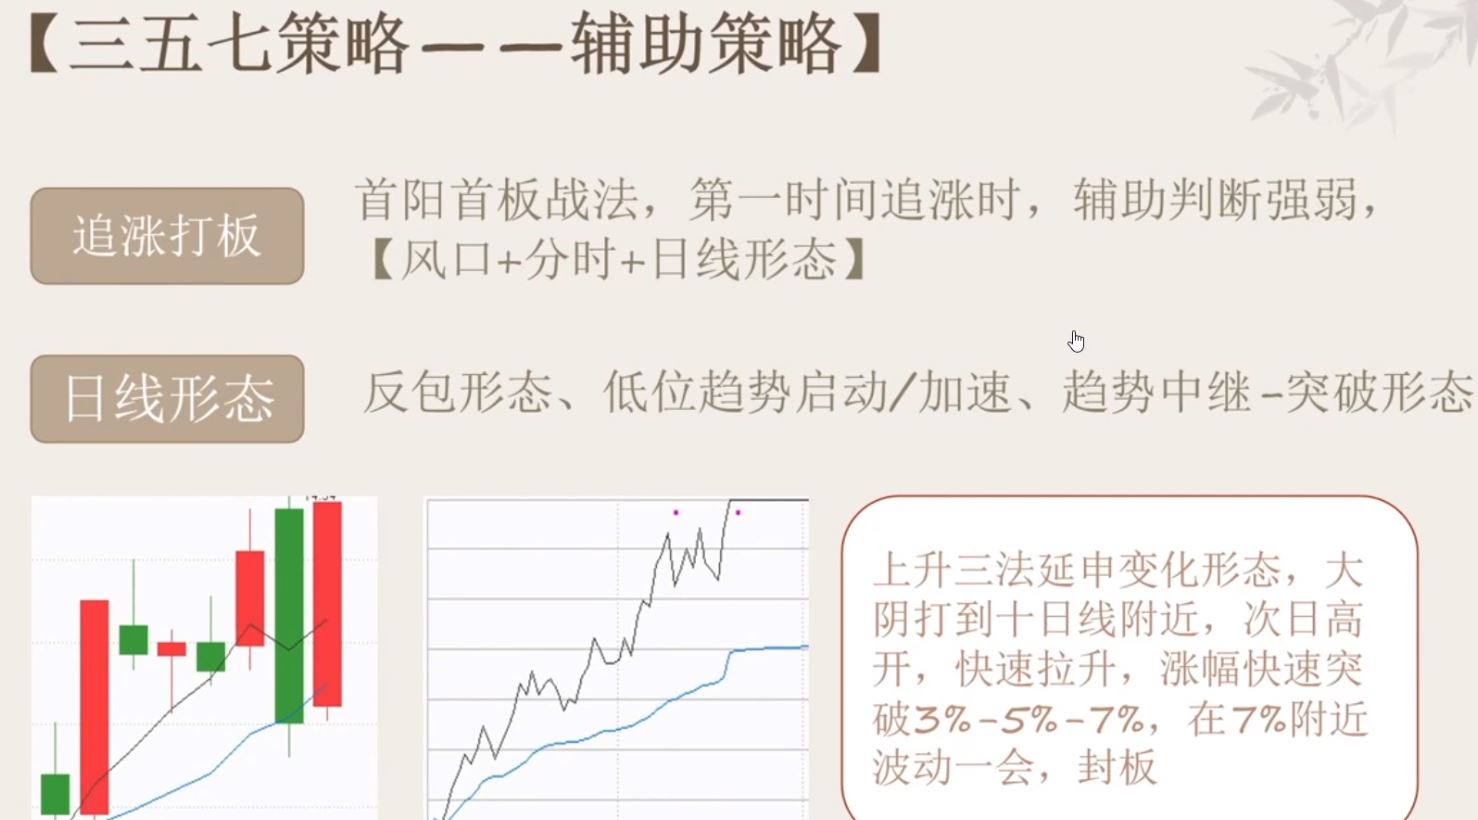 【三五七策略——辅助策略】
追涨打板
首阳首板战法，第一时间追涨时，辅助判断强弱，
【风口+分时+日线形态】
日线形态
反包形态、低位趋势启动/加速、趋势中继-突破形态
上升三法延申变化形态，大
阴打到十日线附近，次日高
开，快速拉升，涨幅快速突
破3%-5%-7%，在7%附近
波动一会，封板